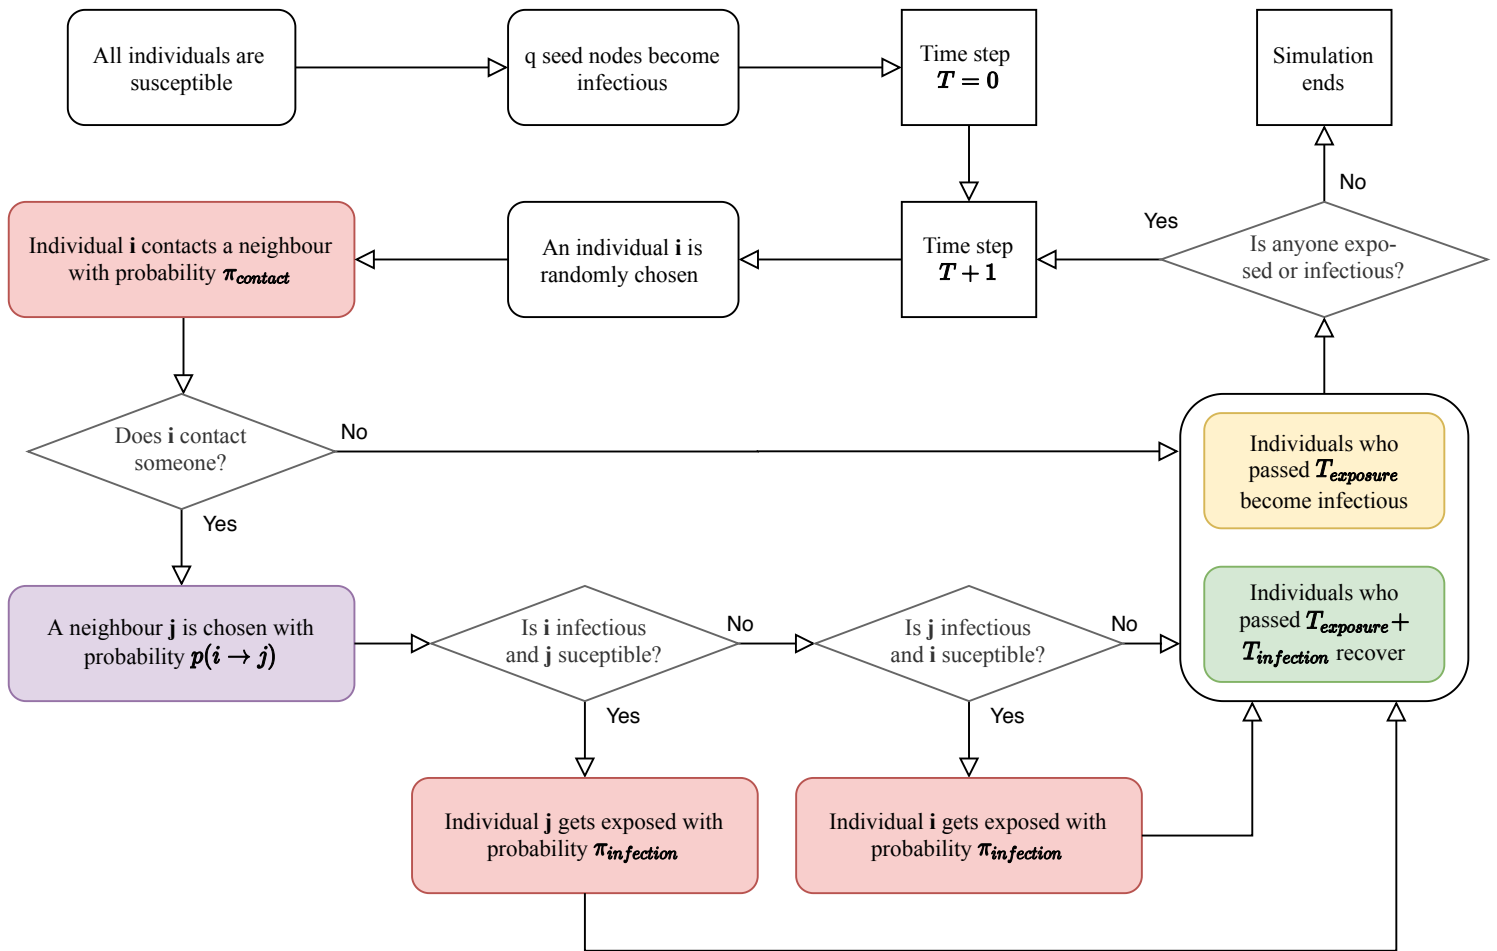 All individuals are
susceptible
q seed nodes become
infectious
Time step
T = 0
Simulation
ends
Individual i contacts a neighbour
with probability π_contact
An individual i is
randomly chosen
Time step
T + 1
Yes
No
Is anyone expo-
sed or infectious?
Does i contact
someone?
No
Yes
Individuals who
passed T_exposure
become infectious
A neighbour j is chosen with
probability p(i → j)
Is i infectious
and j suceptible?
No
Yes
Is j infectious
and i suceptible?
No
Yes
Individuals who
passed T_exposure +
T_infection recover
Individual j gets exposed with
probability π_infection
Individual i gets exposed with
probability π_infection